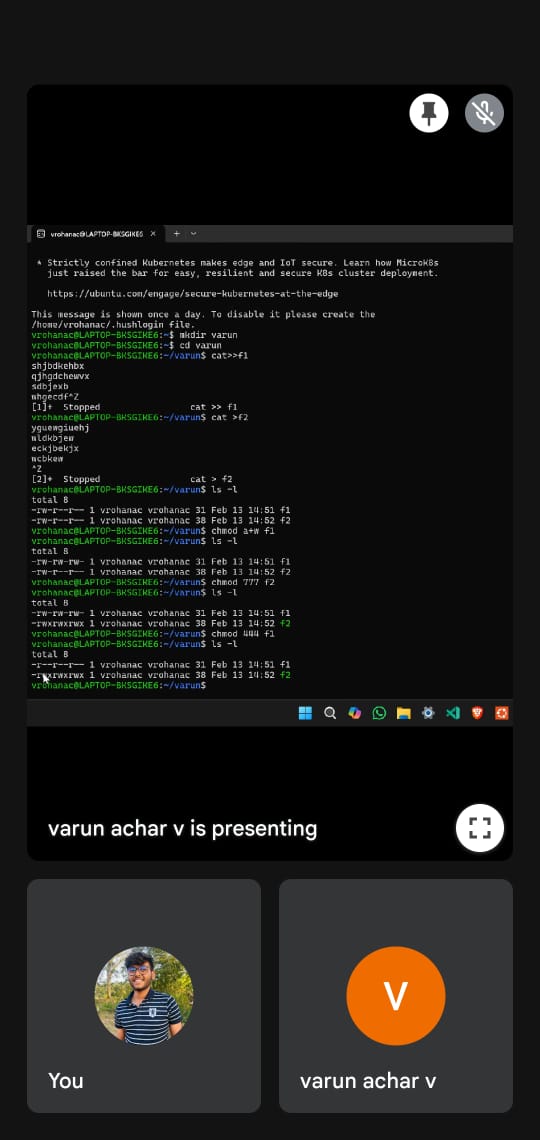 vrohanac@LAPTOP-BKSGIKE6
* Strictly confined Kubernetes makes edge and IoT secure. Learn how MicroK8s
just raised the bar for easy, resilient and secure K8s cluster deployment.
https://ubuntu.com/engage/secure-kubernetes-at-the-edge
This message is shown once a day. To disable it please create the
/home/vrohanac/.hushlogin file.
vrohanac@LAPTOP-BKSGIKE6:~$ mkdir varun
vrohanac@LAPTOP-BKSGIKE6:~$ cd varun
vrohanac@LAPTOP-BKSGIKE6:~/varun$ cat>>f1
shjbdkehbx
qjhgdchewvx
sdbjexb
whgecdf^Z
[1]+  Stopped                 cat >> f1
vrohanac@LAPTOP-BKSGIKE6:~/varun$ cat >f2
yguewgiuehj
wldkbjew
eckjbekjx
wcbkew
^Z
[2]+  Stopped                 cat > f2
vrohanac@LAPTOP-BKSGIKE6:~/varun$ ls -l
total 8
-rw-r--r-- 1 vrohanac vrohanac 31 Feb 13 14:51 f1
-rw-r--r-- 1 vrohanac vrohanac 38 Feb 13 14:52 f2
vrohanac@LAPTOP-BKSGIKE6:~/varun$ chmod a+w f1
vrohanac@LAPTOP-BKSGIKE6:~/varun$ ls -l
total 8
-rw-rw-rw- 1 vrohanac vrohanac 31 Feb 13 14:51 f1
-rw-r--r-- 1 vrohanac vrohanac 38 Feb 13 14:52 f2
vrohanac@LAPTOP-BKSGIKE6:~/varun$ chmod 777 f2
vrohanac@LAPTOP-BKSGIKE6:~/varun$ ls -l
total 8
-rw-rw-rw- 1 vrohanac vrohanac 31 Feb 13 14:51 f1
-rwxrwxrwx 1 vrohanac vrohanac 38 Feb 13 14:52 f2
vrohanac@LAPTOP-BKSGIKE6:~/varun$ chmod 444 f1
vrohanac@LAPTOP-BKSGIKE6:~/varun$ ls -l
total 8
-r--r--r-- 1 vrohanac vrohanac 31 Feb 13 14:51 f1
-rwxrwxrwx 1 vrohanac vrohanac 38 Feb 13 14:52 f2
vrohanac@LAPTOP-BKSGIKE6:~/varun$
varun achar v is presenting
V
You
varun achar v